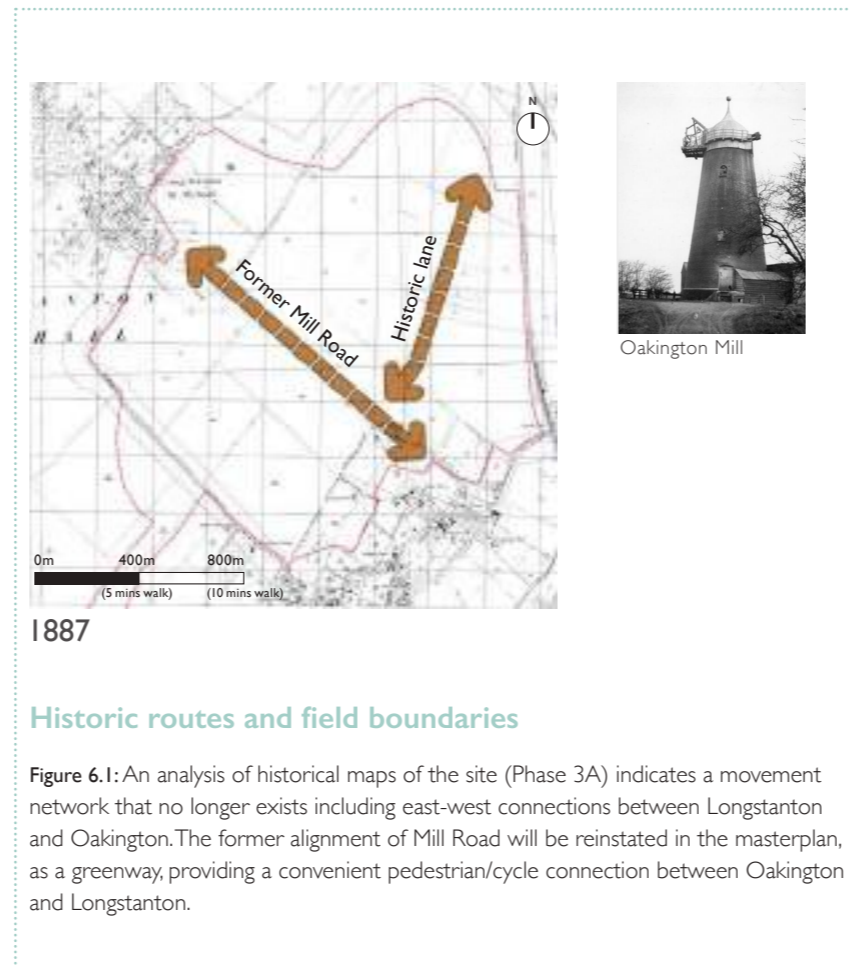 N
Former Mill Road
Historic lane
0m 400m 800m
(5 mins walk) (10 mins walk)
1887
Oakington Mill
Historic routes and field boundaries
Figure 6.1: An analysis of historical maps of the site (Phase 3A) indicates a movement
network that no longer exists including east-west connections between Longstanton
and Oakington. The former alignment of Mill Road will be reinstated in the masterplan,
as a greenway, providing a convenient pedestrian/cycle connection between Oakington
and Longstanton.